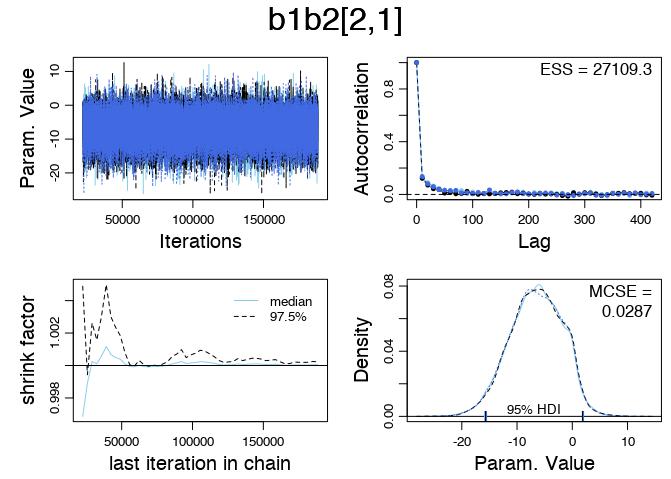 b1b2[2,1]
Param. Value
10
0
-10
-20
50000 100000 150000
Iterations
Autocorrelation
0.8
0.4
0.0
ESS = 27109.3
0 100 200 300 400
Lag
shrink factor
1.002
0.998
median
97.5%
50000 100000 150000
last iteration in chain
Density
0.08
0.04
0.00
MCSE =
0.0287
95% HDI
-20 -10 0 10
Param. Value